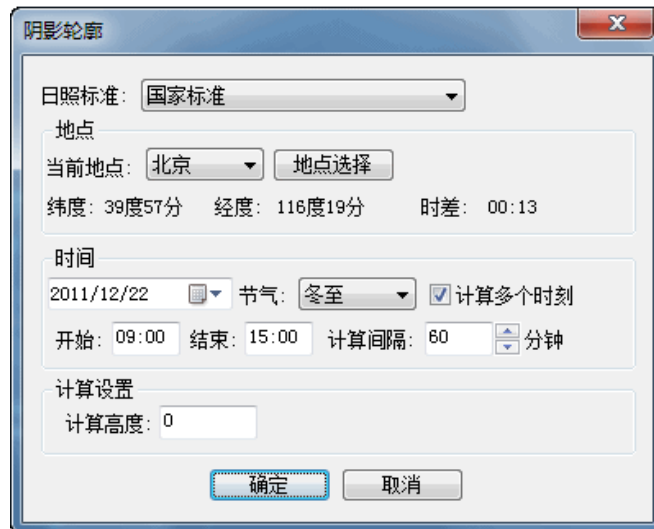 阴影轮廓
日照标准: 国家标准
地点
当前地点: 北京 地点选择
纬度: 39度57分 经度: 116度19分 时差: 00:13
时间
2011/12/22 节气: 冬至 计算多个时刻
开始: 09:00 结束: 15:00 计算间隔: 60 分钟
计算设置
计算高度: 0
确定 取消